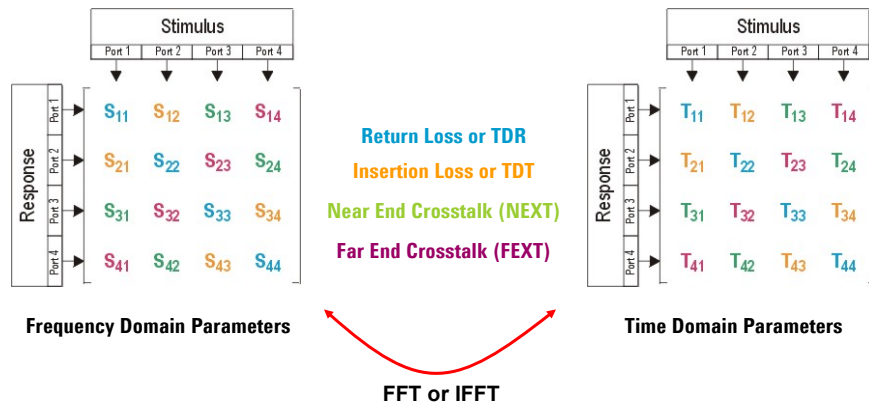 Stimulus
Port 1 Port 2 Port 3 Port 4
Response
Port 1
Port 2
Port 3
Port 4
S11 S12 S13 S14
S21 S22 S23 S24
S31 S32 S33 S34
S41 S42 S43 S44
Frequency Domain Parameters
Return Loss or TDR
Insertion Loss or TDT
Near End Crosstalk (NEXT)
Far End Crosstalk (FEXT)
Stimulus
Port 1 Port 2 Port 3 Port 4
Response
Port 1
Port 2
Port 3
Port 4
T11 T12 T13 T14
T21 T22 T23 T24
T31 T32 T33 T34
T41 T42 T43 T44
Time Domain Parameters
FFT or IFFT